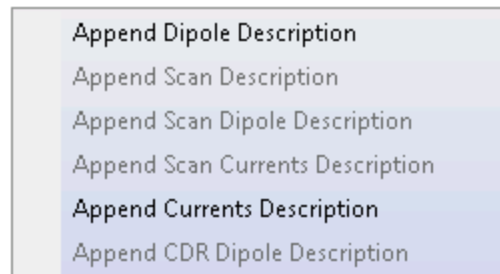 Append Dipole Description
Append Scan Description
Append Scan Dipole Description
Append Scan Currents Description
Append Currents Description
Append CDR Dipole Description